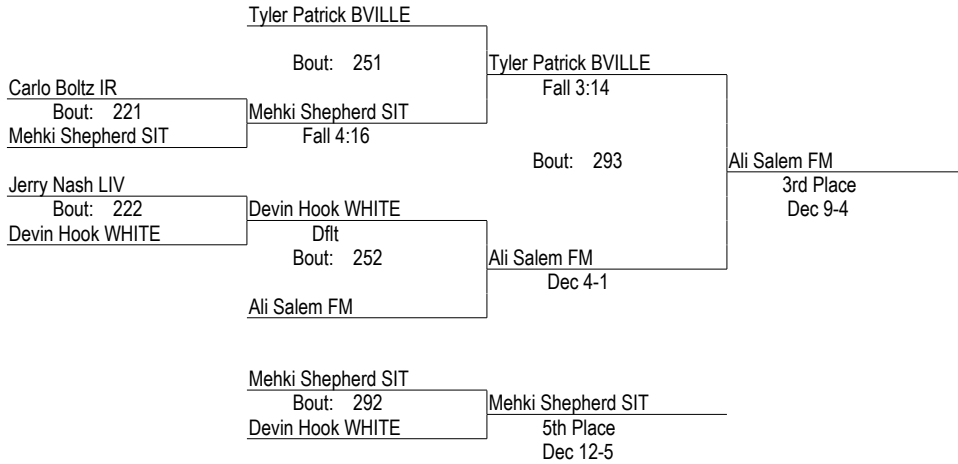 Tyler Patrick BVILLE
Bout: 251
Tyler Patrick BVILLE
Fall 3:14
Carlo Boltz IR
Bout: 221
Mehki Shepherd SIT
Mehki Shepherd SIT
Fall 4:16
Bout: 293
Ali Salem FM
3rd Place
Dec 9-4
Jerry Nash LIV
Bout: 222
Devin Hook WHITE
Devin Hook WHITE
Dflt
Bout: 252
Ali Salem FM
Dec 4-1
Ali Salem FM
Mehki Shepherd SIT
Bout: 292
Devin Hook WHITE
Mehki Shepherd SIT
5th Place
Dec 12-5